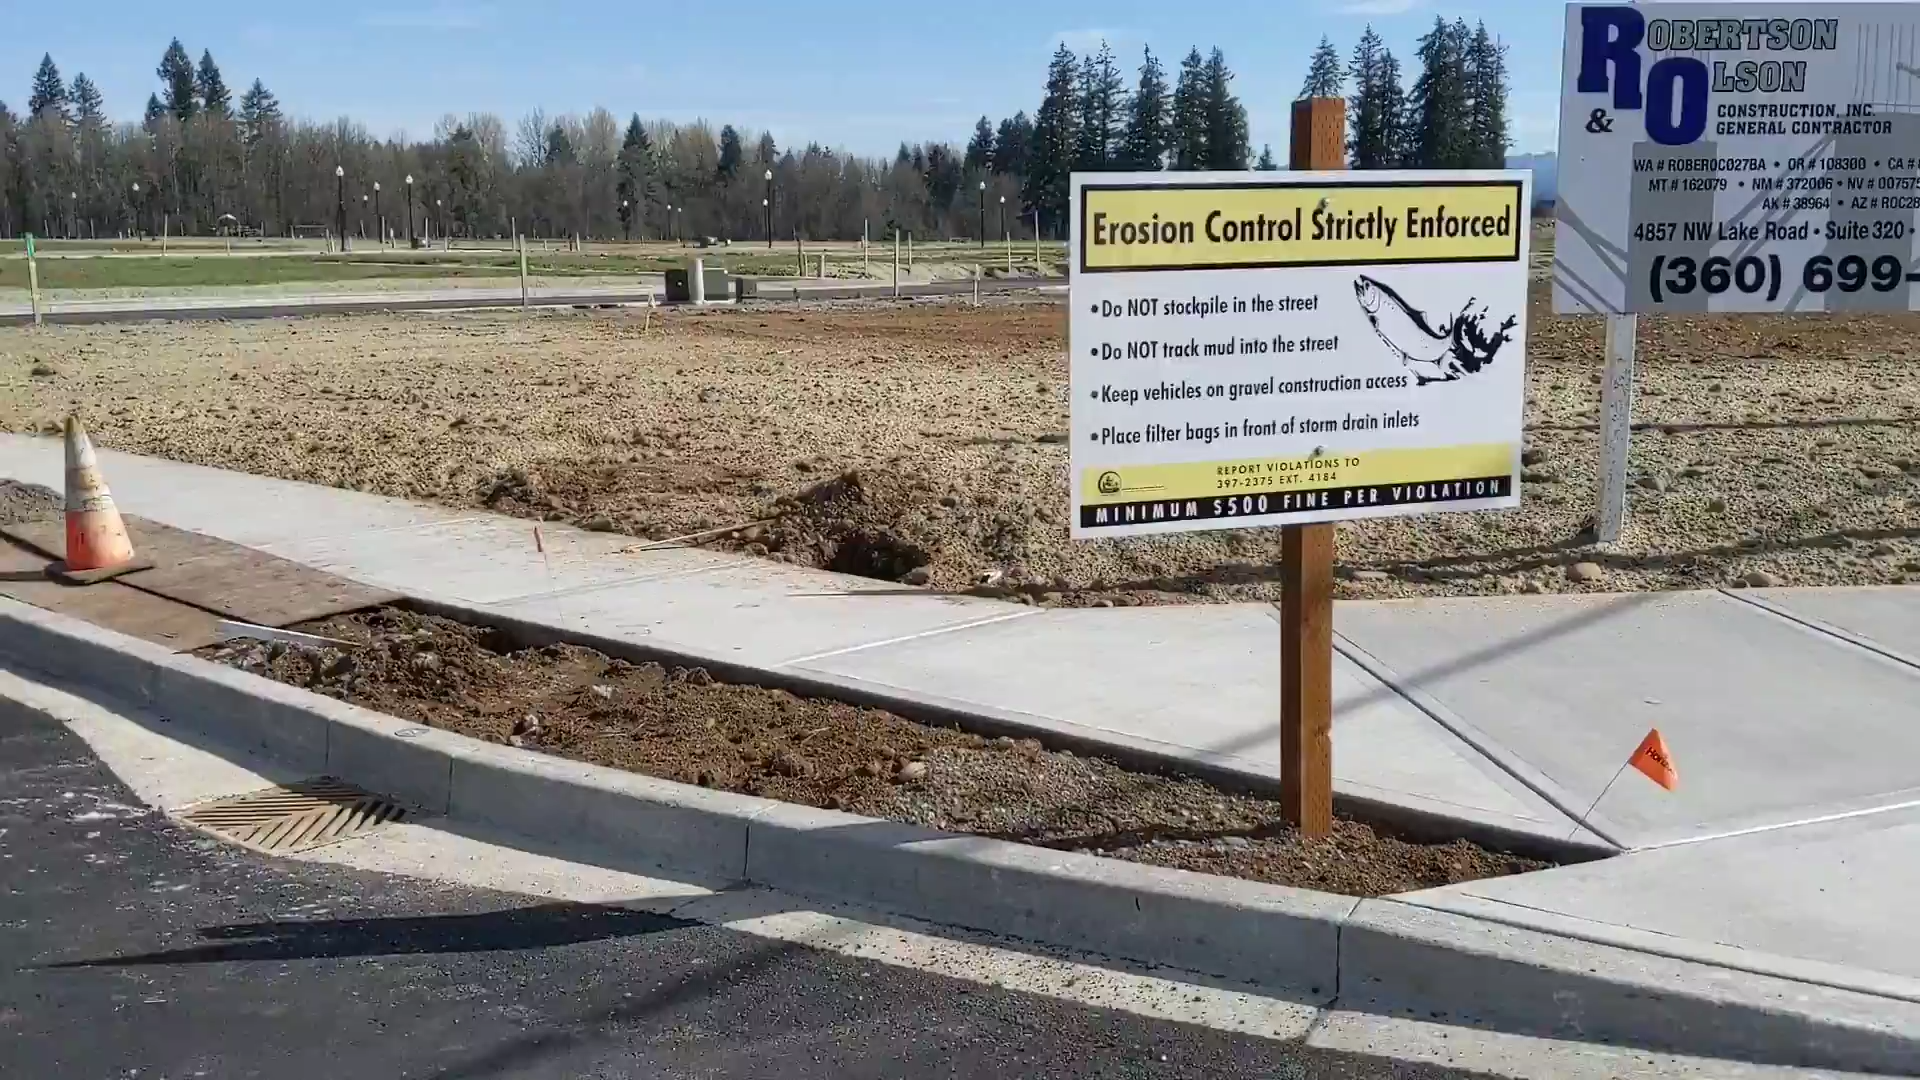 Erosion Control Strictly Enforced
•Do NOT stockpile in the street
•Do NOT track mud into the street
•Keep vehicles on gravel construction access
•Place filter bags in front of storm drain inlets
REPORT VIOLATIONS TO
397-2375 EXT. 4184
MINIMUM $500 FINE PER VIOLATION
ROBERTSON
& OLSON
CONSTRUCTION, INC.
GENERAL CONTRACTOR
WA # ROBEROC027BA • OR # 108300 • CA #
MT # 162079 • NM # 372006 • NV # 007575
AK # 38964 • AZ # ROC28
4857 NW Lake Road • Suite 320 •
(360) 699-